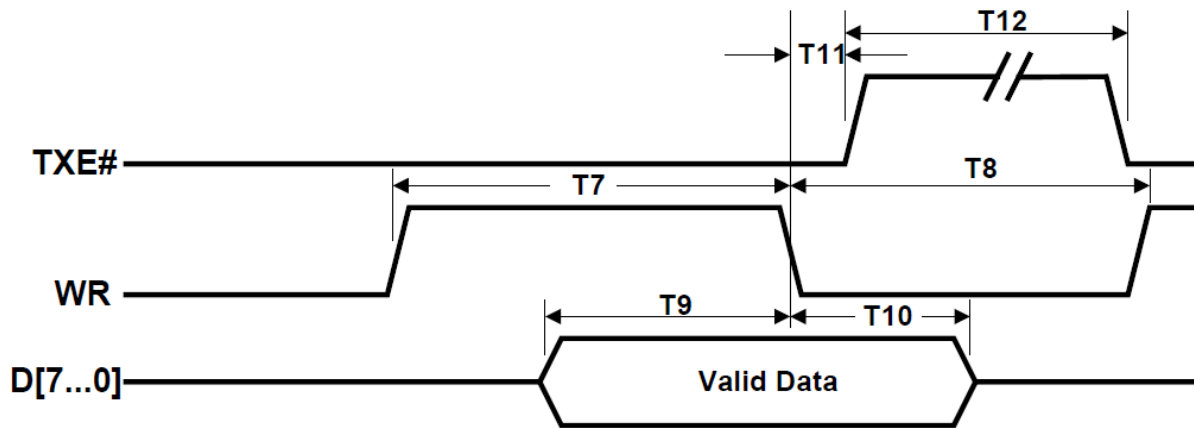 T12
T11
TXE#
T7
T8
WR
T9
T10
D[7...0]
Valid Data